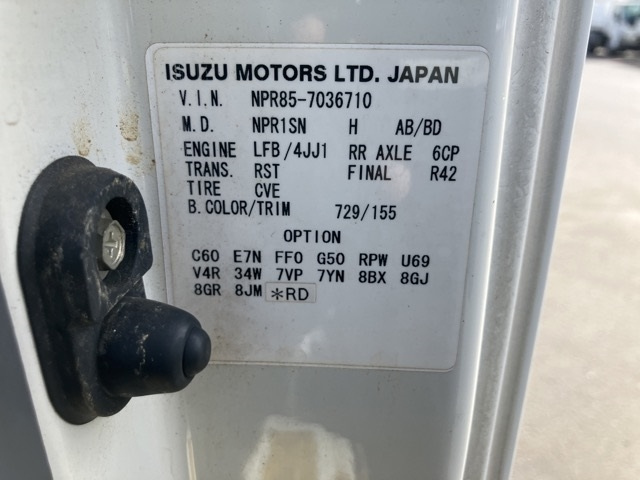 ISUZU MOTORS LTD. JAPAN
V.I.N. NPR85-7036710
M.D. NPR1SN H AB/BD
ENGINE LFB/4JJ1 RR AXLE 6CP
TRANS. RST FINAL R42
TIRE CVE
B.COLOR/TRIM 729/155
OPTION
C60 E7N FF0 G50 RPW U69
V4R 34W 7VP 7YN 8BX 8GJ
8GR 8JM *RD